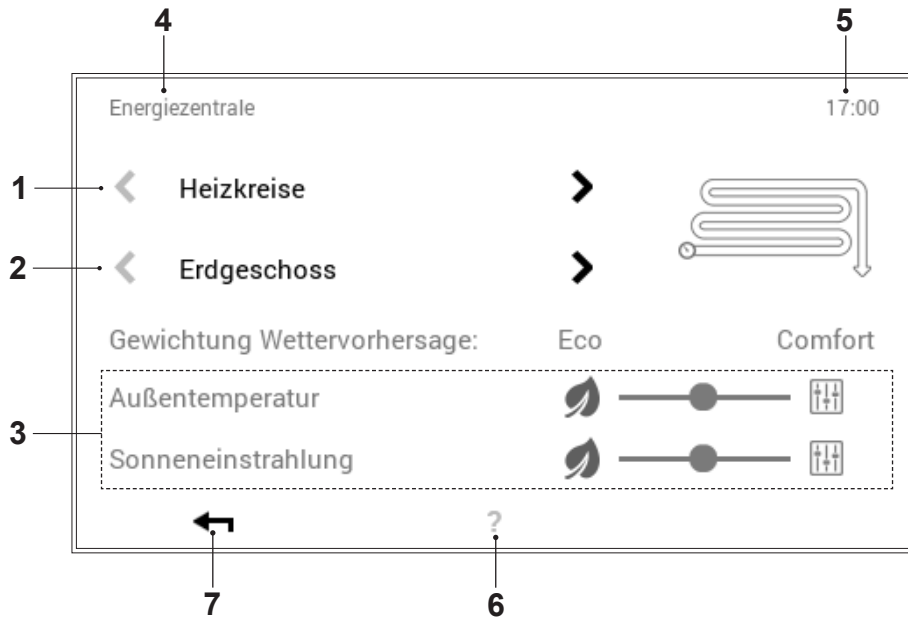 4 5
Energiezentrale 17:00
1 Heizkreise
2 Erdgeschoss
Gewichtung Wettervorhersage: Eco Comfort
Außentemperatur
3
Sonneneinstrahlung
?
7 6